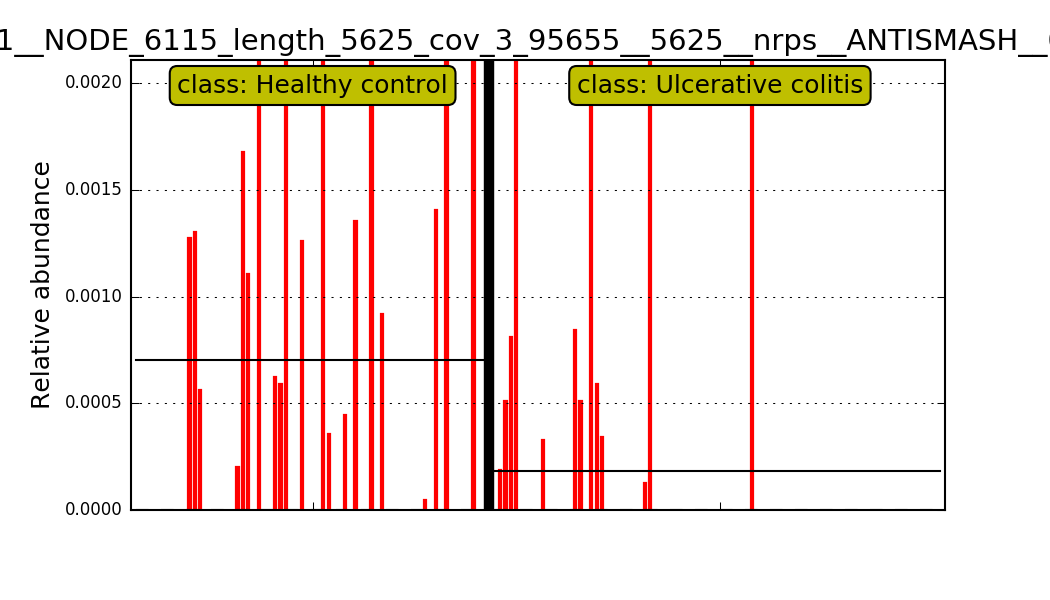 1__NODE_6115_length_5625_cov_3_95655__5625__nrps__ANTISMASH__
class: Healthy control
class: Ulcerative colitis
Relative abundance
0.0020
0.0015
0.0010
0.0005
0.0000